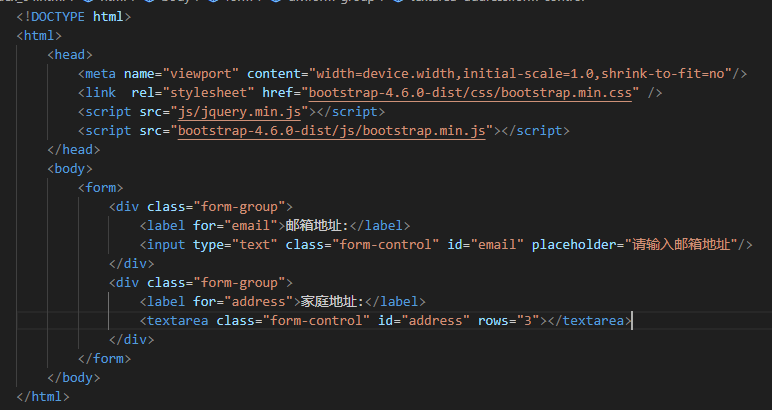 <!DOCTYPE html>
<html>
<head>
<meta name="viewport" content="width=device.width,initial-scale=1.0,shrink-to-fit=no"/>
<link  rel="stylesheet" href="bootstrap-4.6.0-dist/css/bootstrap.min.css" />
<script src="js/jquery.min.js"></script>
<script src="bootstrap-4.6.0-dist/js/bootstrap.min.js"></script>
</head>
<body>
<form>
<div class="form-group">
<label for="email">邮箱地址:</label>
<input type="text" class="form-control" id="email" placeholder="请输入邮箱地址"/>
</div>
<div class="form-group">
<label for="address">家庭地址:</label>
<textarea class="form-control" id="address" rows="3"></textarea>
</div>
</form>
</body>
</html>